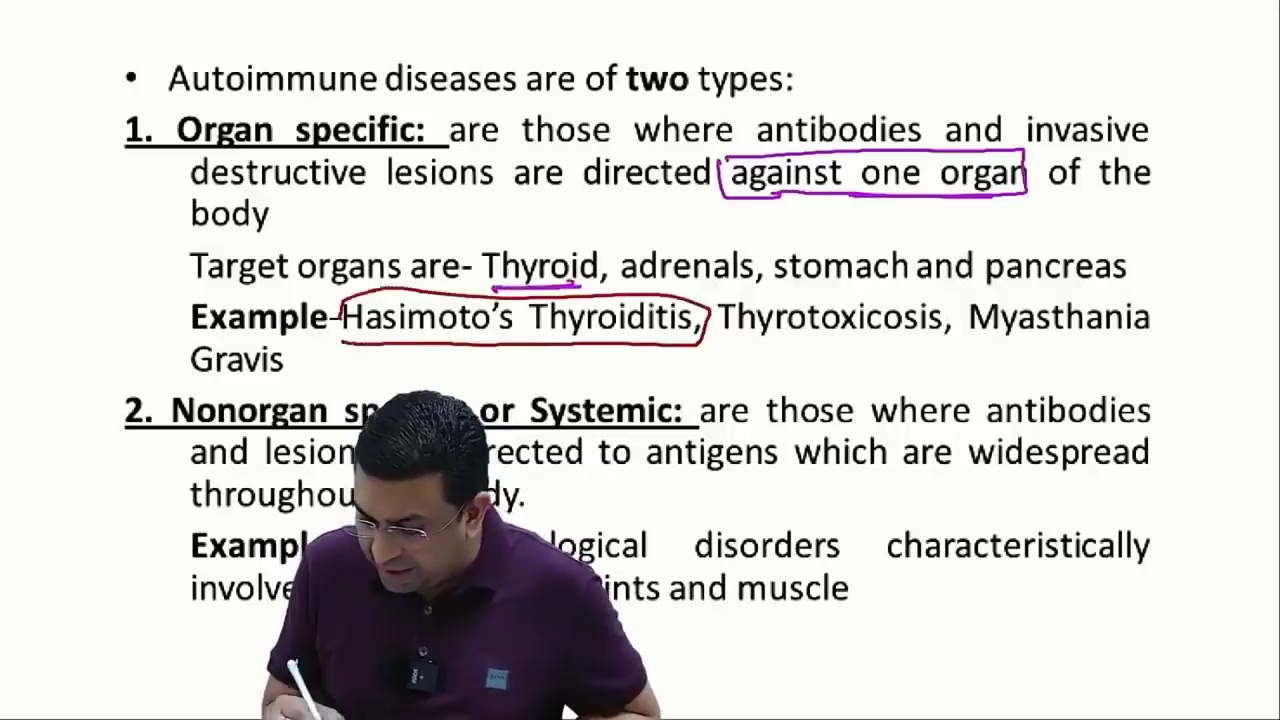 • Autoimmune diseases are of two types:
1. Organ specific: are those where antibodies and invasive
destructive lesions are directed against one organ of the
body
Target organs are- Thyroid, adrenals, stomach and pancreas
Example-Hasimoto's Thyroiditis, Thyrotoxicosis, Myasthania
Gravis
2. Nonorgan sp or Systemic: are those where antibodies
and lesion rected to antigens which are widespread
throughou dy.
Exampl logical disorders characteristically
involve ints and muscle